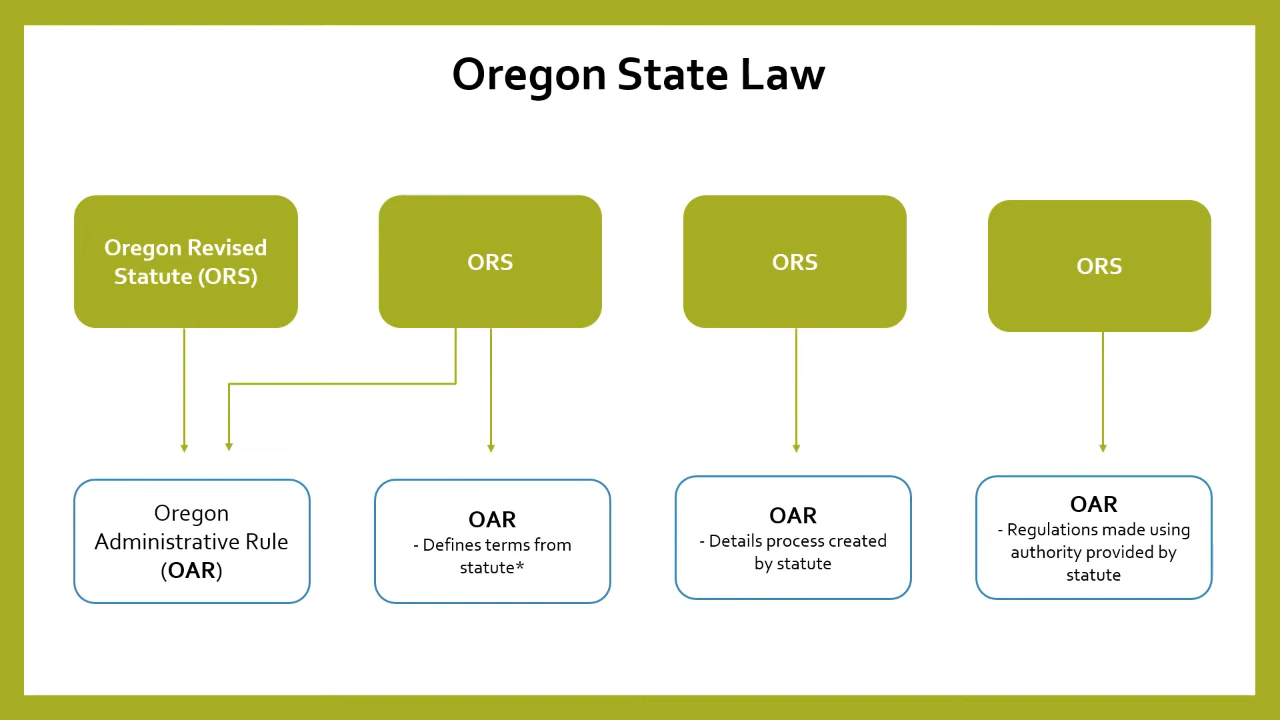 Oregon State Law
Oregon Revised
Statute (ORS)
ORS
ORS
ORS
Oregon
Administrative Rule
(OAR)
OAR
- Defines terms from
statute*
OAR
- Details process created
by statute
OAR
- Regulations made using
authority provided by
statute